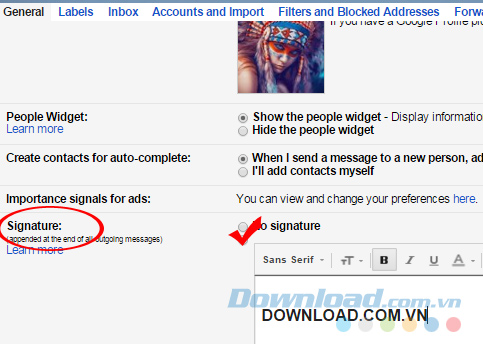 General Labels Inbox Accounts and Import Filters and Blocked Addresses Forwa
If you have a Google Profile pic
People Widget: Show the people widget - Display information
Learn more Hide the people widget
Create contacts for auto-complete: When I send a message to a new person, ad
I'll add contacts myself
Importance signals for ads: You can view and change your preferences here.
Signature: No signature
(appended at the end of all outgoing messages)
Learn more
Sans Serif T B I U A
Download.com.vn
DOWNLOAD.COM.VN